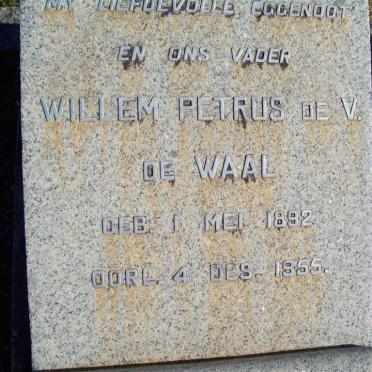 MY LIEFDEVOLLE EGGENOOT
EN ONS VADER
WILLEM PETRUS DE V.
DE WAAL
GEB. 1 MEI 1892
OORL. 4 DES. 1955.